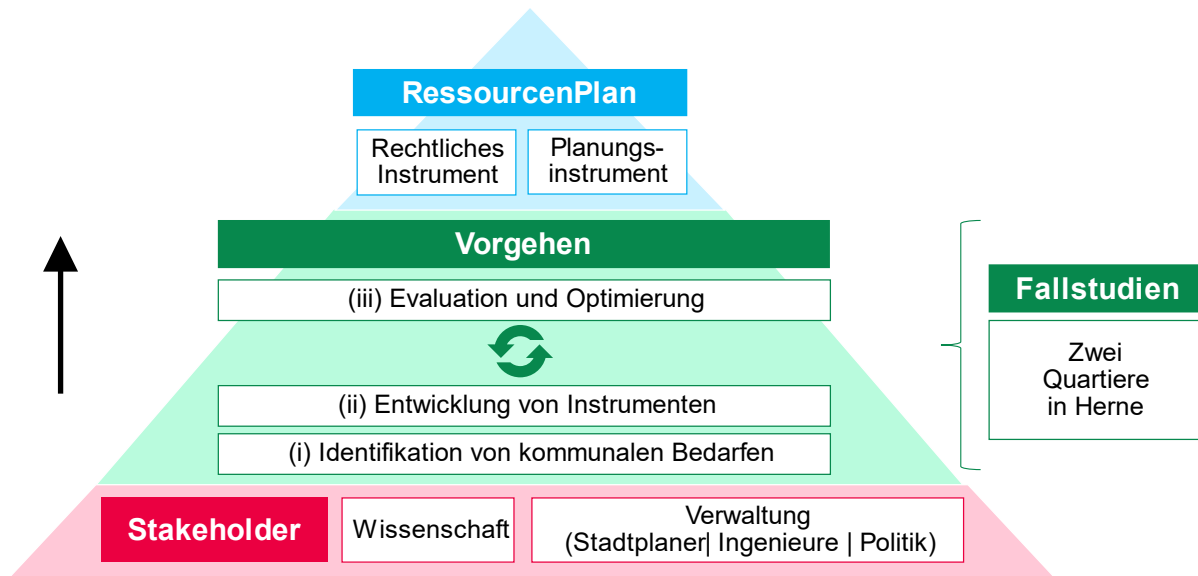 RessourcenPlan
Rechtliches
Instrument
Planungs-
instrument
Vorgehen
(iii) Evaluation und Optimierung
(ii) Entwicklung von Instrumenten
(i) Identifikation von kommunalen Bedarfen
Fallstudien
Zwei
Quartiere
in Herne
Stakeholder
Wissenschaft
Verwaltung
(Stadtplaner| Ingenieure | Politik)